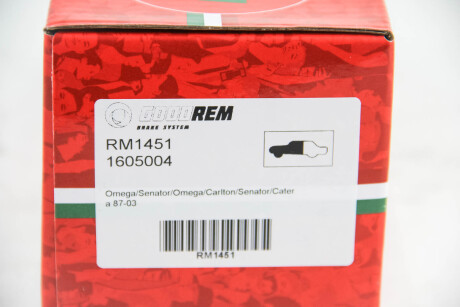 GOODREM
BRAKE SYSTEM
RM1451
1605004
Omega/Senator/Omega/Carlton/Senator/Cater
a 87-03
RM1451